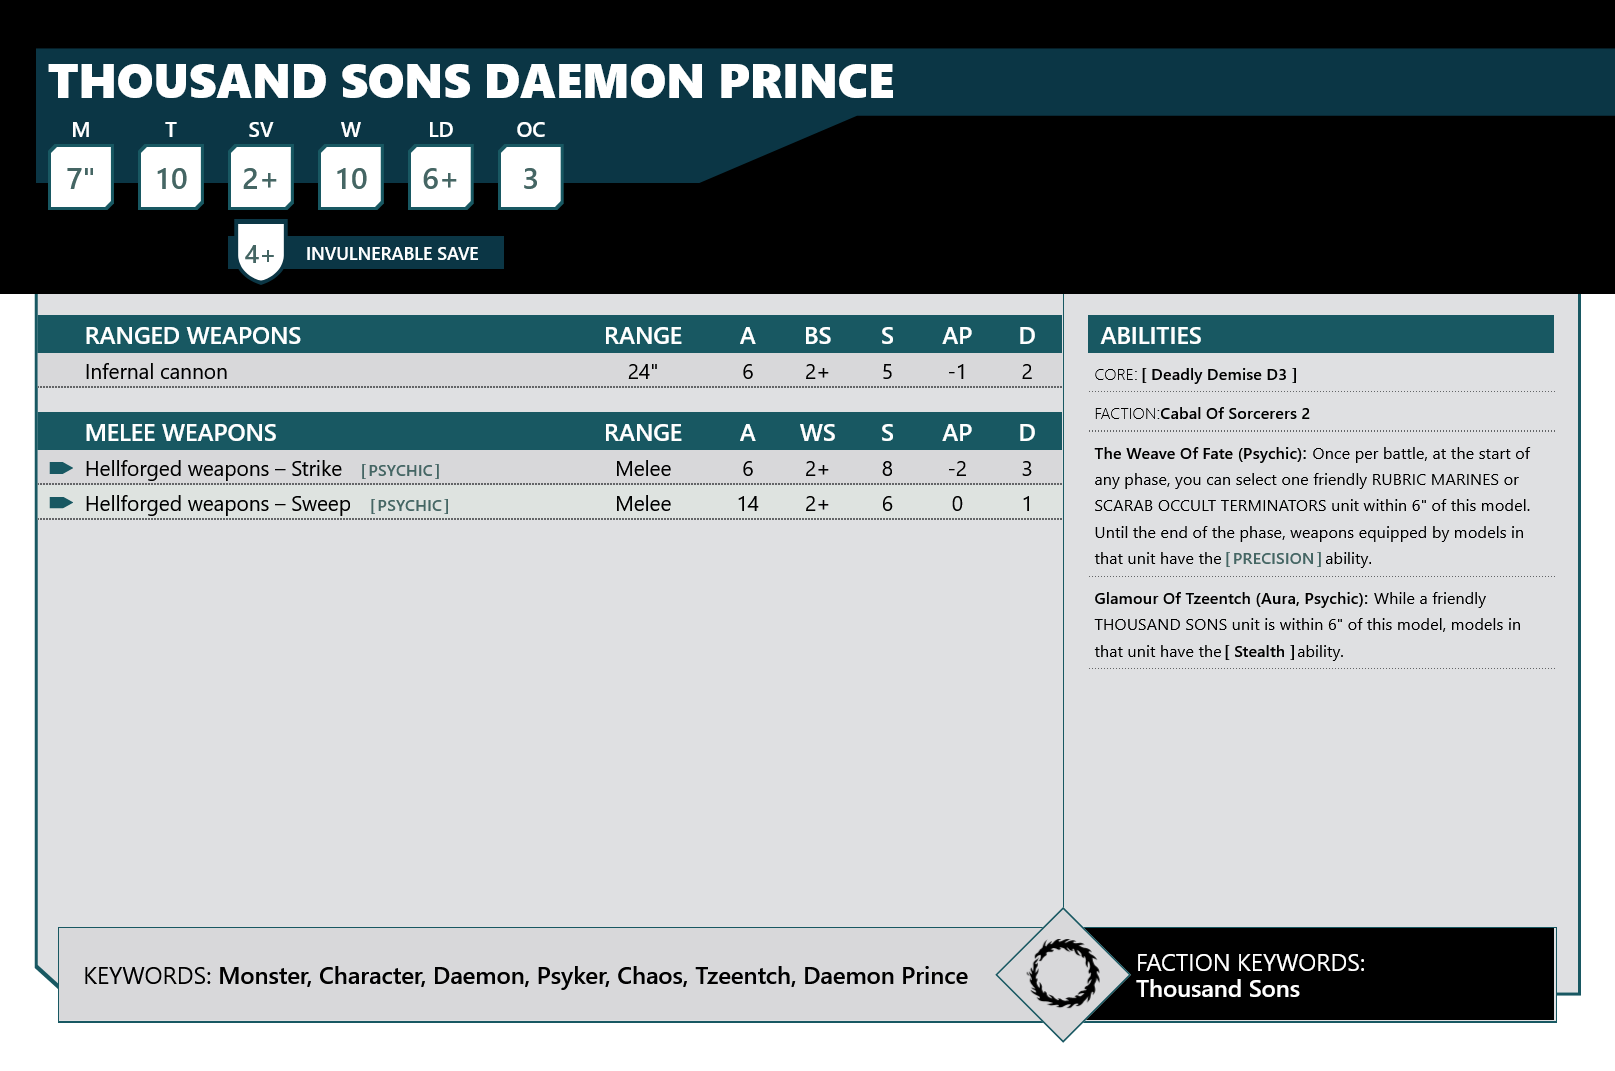 THOUSAND SONS DAEMON PRINCE
M T SV W LD OC
7" 10 2+ 10 6+ 3
4+ INVULNERABLE SAVE
RANGED WEAPONS RANGE A BS S AP D
Infernal cannon 24" 6 2+ 5 -1 2
MELEE WEAPONS RANGE A WS S AP D
Hellforged weapons – Strike [PSYCHIC] Melee 6 2+ 8 -2 3
Hellforged weapons – Sweep [PSYCHIC] Melee 14 2+ 6 0 1
ABILITIES
CORE: [ Deadly Demise D3 ]
FACTION:Cabal Of Sorcerers 2
The Weave Of Fate (Psychic): Once per battle, at the start of
any phase, you can select one friendly RUBRIC MARINES or
SCARAB OCCULT TERMINATORS unit within 6" of this model.
Until the end of the phase, weapons equipped by models in
that unit have the [PRECISION] ability.
Glamour Of Tzeentch (Aura, Psychic): While a friendly
THOUSAND SONS unit is within 6" of this model, models in
that unit have the [ Stealth ] ability.
KEYWORDS: Monster, Character, Daemon, Psyker, Chaos, Tzeentch, Daemon Prince
FACTION KEYWORDS:
Thousand Sons